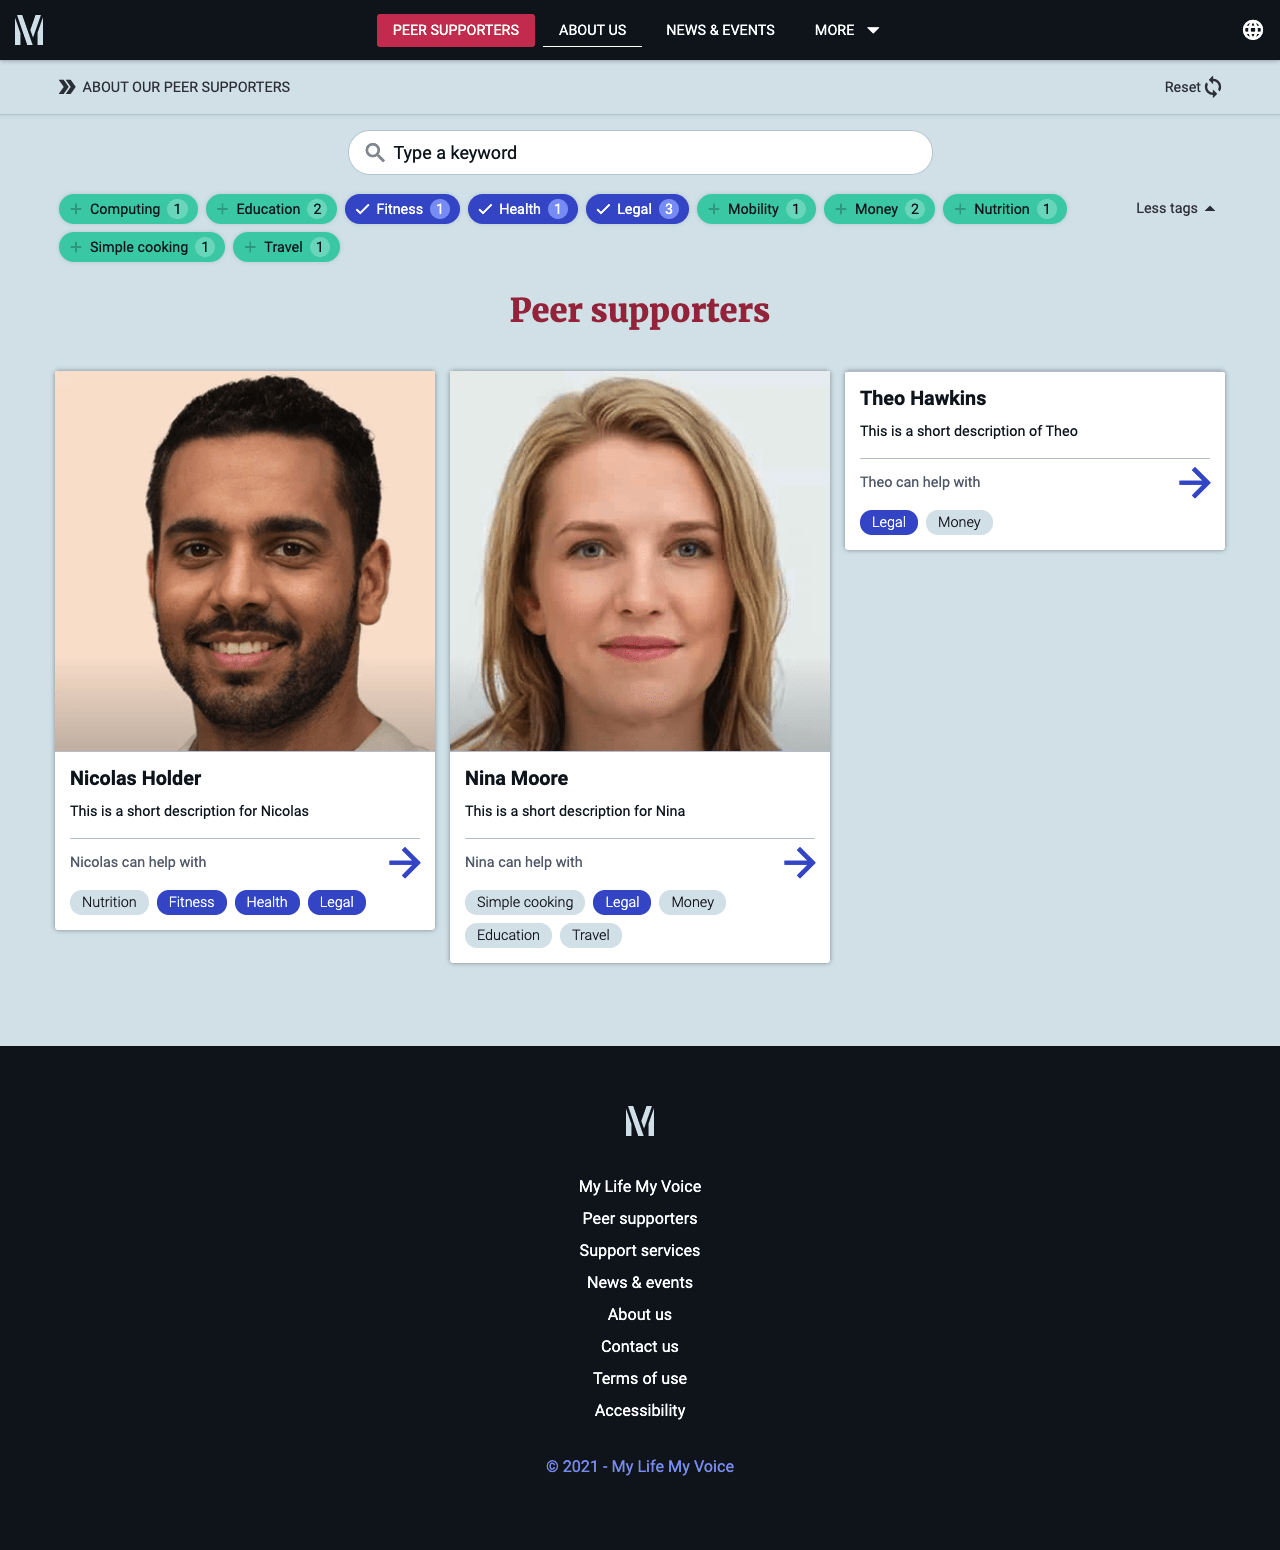 PEER SUPPORTERS ABOUT US NEWS & EVENTS MORE
ABOUT OUR PEER SUPPORTERS Reset
Type a keyword
Computing 1 Education 2 Fitness 1 Health 1 Legal 3 Mobility 1 Money 2 Nutrition 1 Less tags
Simple cooking 1 Travel 1
Peer supporters
Nicolas Holder
This is a short description for Nicolas
Nicolas can help with
Nutrition Fitness Health Legal
Nina Moore
This is a short description for Nina
Nina can help with
Simple cooking Legal Money
Education Travel
Theo Hawkins
This is a short description of Theo
Theo can help with
Legal Money
My Life My Voice
Peer supporters
Support services
News & events
About us
Contact us
Terms of use
Accessibility
© 2021 - My Life My Voice